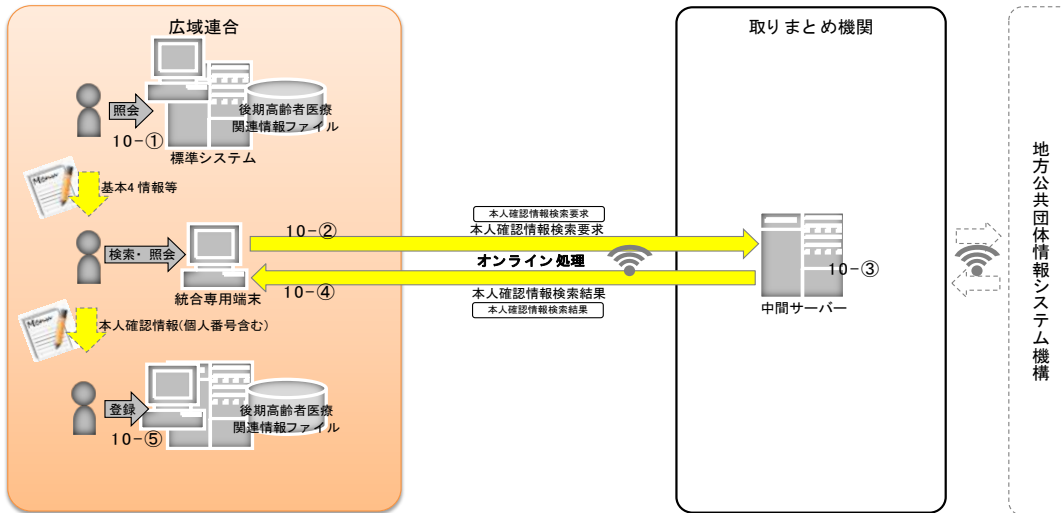 広域連合
照会
後期高齢者医療
関連情報ファイル
10-①
標準システム
基本4 情報等
検索・ 照会
統合専用端末
本人確認情報(個人番号含む)
登録
後期高齢者医療
関連情報ファイル
10-⑤
本人確認情報検索要求
10-②
本人確認情報検索要求
オンライン 処理
10-④
本人確認情報検索結果
本人確認情報検索結果
取りまとめ機関
10-③
中間サーバー
地方公共団体情報システム機構